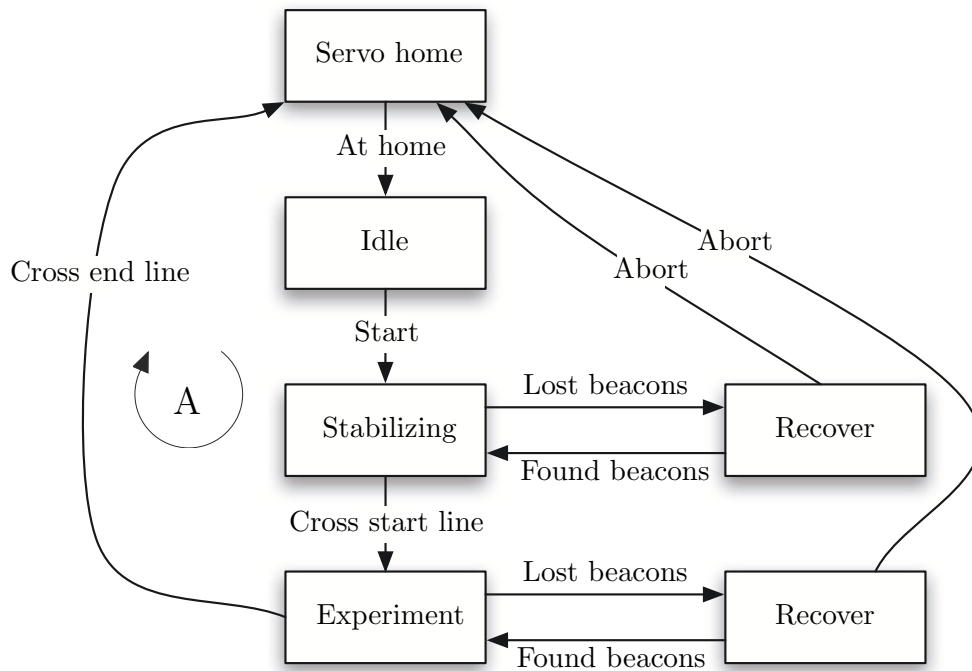 Servo home
At home
Idle
Abort
Abort
Cross end line
Start
A
Lost beacons
Stabilizing
Recover
Found beacons
Cross start line
Lost beacons
Experiment
Recover
Found beacons